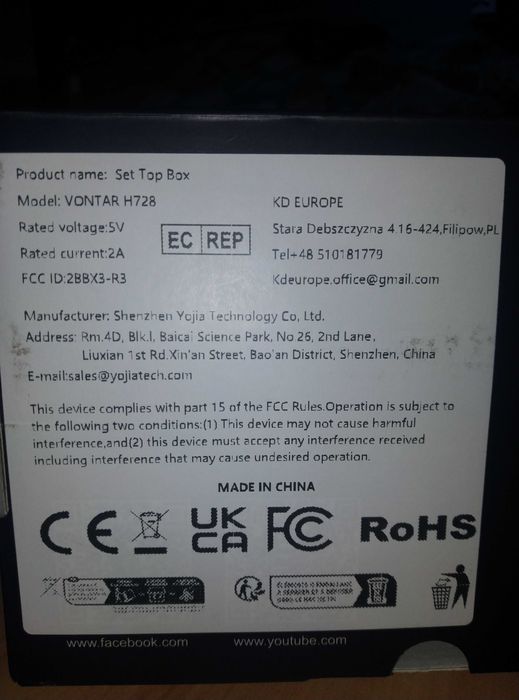 Product name: Set Top Box
Model: VONTAR H728
Rated voltage:5V
Rated current:2A
FCC ID:2BBX3-R3
EC REP
KD EUROPE
Stara Debszczyzna 4.16-424,Filipow,PL
Tel+48 510181779
Kdeurope.office@gmail.com
Manufacturer: Shenzhen Yojia Technology Co, Ltd.
Address: Rm.4D, Blk.I, Baicai Science Park, No 26, 2nd Lane,
Liuxian 1st Rd.Xin'an Street, Bao'an District, Shenzhen, China
E-mail:sales@yojiatech.com
This device complies with part 15 of the FCC Rules.Operation is subject to
the following two conditions:(1) This device may not cause harmful
interference,and(2) this device must accept any interference received
including interference that may cause undesired operation.
MADE IN CHINA
CE
UK
CA
FC
RoHS
www.facebook.com
www.youtube.com